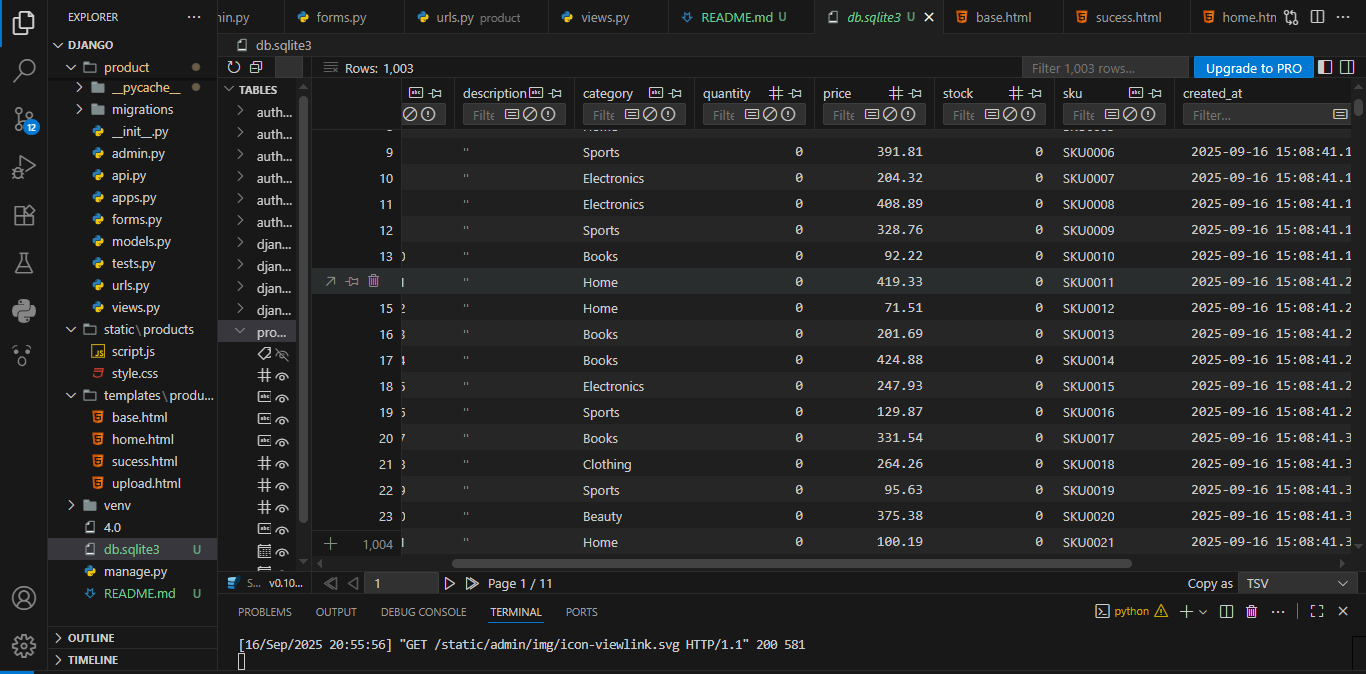 EXPLORER ...
DJANGO
product
__pycache__
migrations
__init__.py
admin.py
api.py
apps.py
forms.py
models.py
tests.py
urls.py
views.py
static\products
script.js
style.css
templates\produ...
base.html
home.html
sucess.html
upload.html
venv
4.0
db.sqlite3 U
manage.py
README.md U
OUTLINE
TIMELINE
12
min.py forms.py urls.py product views.py README.md U db.sqlite3 U base.html sucess.html home.htn
db.sqlite3
Rows: 1,003 Filter 1,003 rows... Upgrade to PRO
TABLES
auth...
auth...
auth...
auth...
auth...
auth...
djan...
djan...
djan...
djan...
pro...
S... v0.10...
description category quantity price stock sku created_at
Filte Filte Filte Filte Filte Filte Filter...
9 '' Sports 0 391.81 0 SKU0006 2025-09-16 15:08:41.1
10 '' Electronics 0 204.32 0 SKU0007 2025-09-16 15:08:41.1
11 '' Electronics 0 408.89 0 SKU0008 2025-09-16 15:08:41.1
12 '' Sports 0 328.76 0 SKU0009 2025-09-16 15:08:41.1
13 '' Books 0 92.22 0 SKU0010 2025-09-16 15:08:41.1
'' Home 0 419.33 0 SKU0011 2025-09-16 15:08:41.2
15 '' Home 0 71.51 0 SKU0012 2025-09-16 15:08:41.2
16 '' Books 0 201.69 0 SKU0013 2025-09-16 15:08:41.2
17 '' Books 0 424.88 0 SKU0014 2025-09-16 15:08:41.2
18 '' Electronics 0 247.93 0 SKU0015 2025-09-16 15:08:41.2
19 '' Sports 0 129.87 0 SKU0016 2025-09-16 15:08:41.2
20 '' Books 0 331.54 0 SKU0017 2025-09-16 15:08:41.3
21 '' Clothing 0 264.26 0 SKU0018 2025-09-16 15:08:41.3
22 '' Sports 0 95.63 0 SKU0019 2025-09-16 15:08:41.3
23 '' Beauty 0 375.38 0 SKU0020 2025-09-16 15:08:41.3
1,004 '' Home 0 100.19 0 SKU0021 2025-09-16 15:08:41.3
1 Page 1 / 11 Copy as TSV
PROBLEMS OUTPUT DEBUG CONSOLE TERMINAL PORTS python
[16/Sep/2025 20:55:56] "GET /static/admin/img/icon-viewlink.svg HTTP/1.1" 200 581